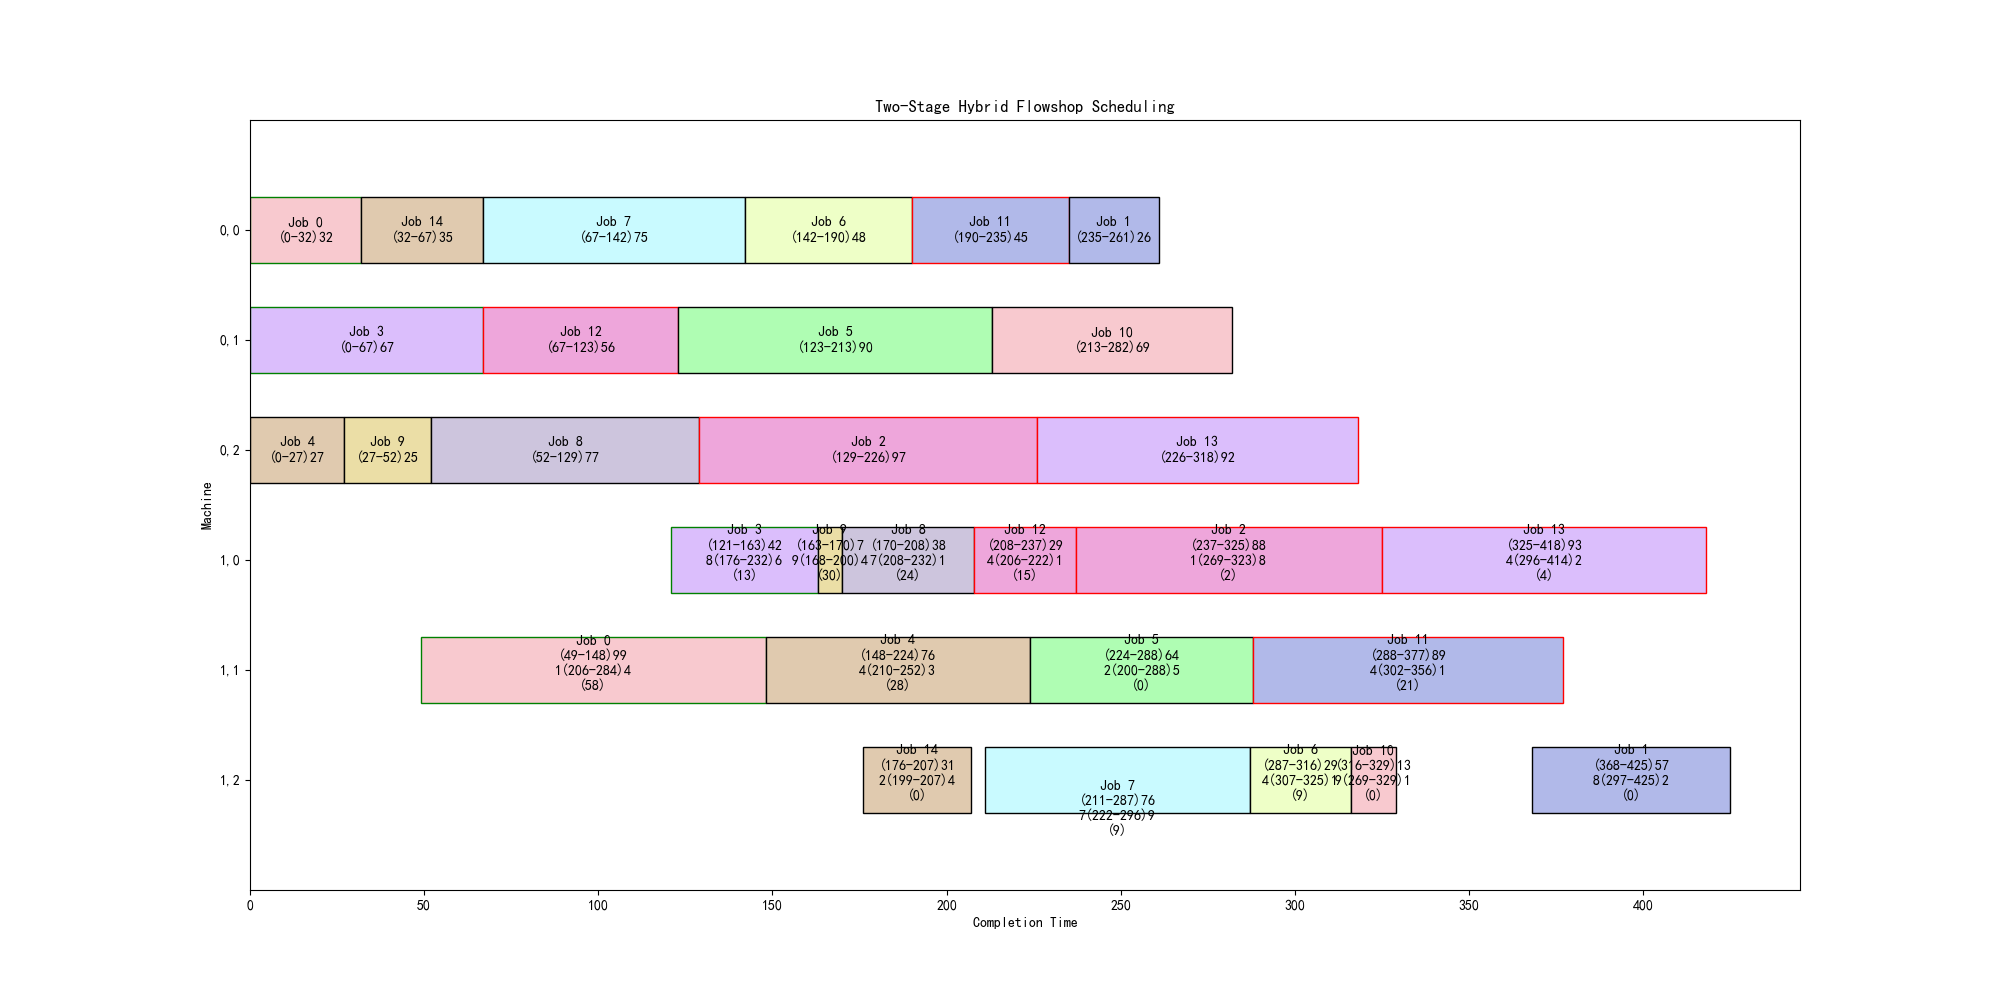 Two-Stage Hybrid Flowshop Scheduling
Machine
0,0
Job 0
(0-32)32
Job 14
(32-67)35
Job 7
(67-142)75
Job 6
(142-190)48
Job 11
(190-235)45
Job 1
(235-261)26
0,1
Job 3
(0-67)67
Job 12
(67-123)56
Job 5
(123-213)90
Job 10
(213-282)69
0,2
Job 4
(0-27)27
Job 9
(27-52)25
Job 8
(52-129)77
Job 2
(129-226)97
Job 13
(226-318)92
1,0
Job 3
(121-163)42
8(176-232)6
(13)
Job 9
(163-170)7
9(168-200)4
(30)
Job 8
(170-208)38
7(208-232)1
(24)
Job 12
(208-237)29
4(206-222)1
(15)
Job 2
(237-325)88
1(269-323)8
(2)
Job 13
(325-418)93
4(296-414)2
(4)
1,1
Job 0
(49-148)99
1(206-284)4
(58)
Job 4
(148-224)76
4(210-252)3
(28)
Job 5
(224-288)64
2(200-288)5
(0)
Job 11
(288-377)89
4(302-356)1
(21)
1,2
Job 14
(176-207)31
2(199-207)4
(0)
Job 7
(211-287)76
7(222-296)9
(9)
Job 6
(287-316)29
4(307-325)1
(9)
Job 10
(316-329)13
9(269-329)1
(0)
Job 1
(368-425)57
8(297-425)2
(0)
0
50
100
150
200
250
300
350
400
Completion Time